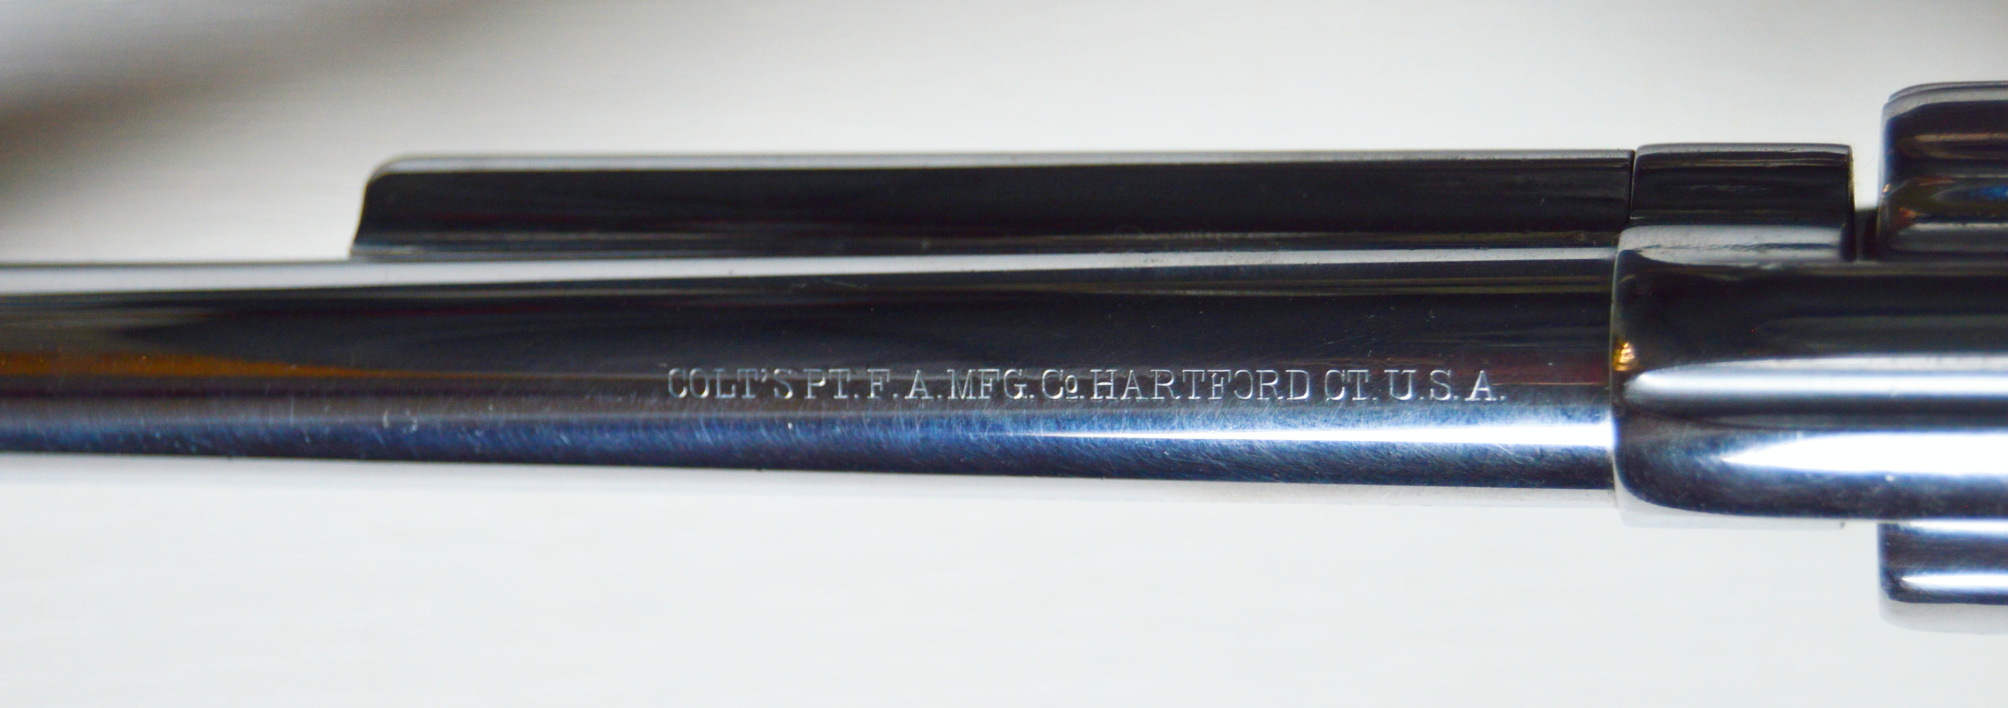 COLT'S PT. F. A. MFG. Co. HARTFORD CT. U.S.A.